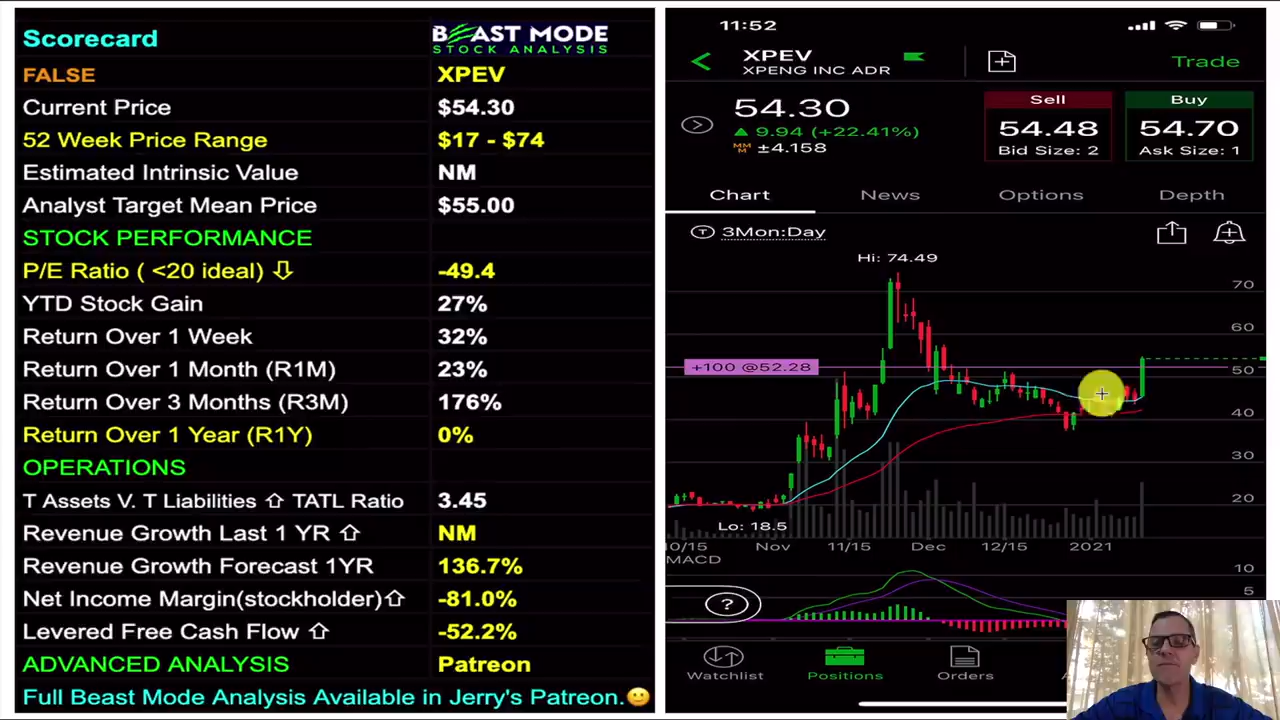 Scorecard
BEAST MODE
STOCK ANALYSIS
FALSE XPEV
Current Price $54.30
52 Week Price Range $17 - $74
Estimated Intrinsic Value NM
Analyst Target Mean Price $55.00
STOCK PERFORMANCE
P/E Ratio ( <20 ideal) ⇩ -49.4
YTD Stock Gain 27%
Return Over 1 Week 32%
Return Over 1 Month (R1M) 23%
Return Over 3 Months (R3M) 176%
Return Over 1 Year (R1Y) 0%
OPERATIONS
T Assets V. T Liabilities ⇧ TATL Ratio 3.45
Revenue Growth Last 1 YR ⇧ NM
Revenue Growth Forecast 1YR 136.7%
Net Income Margin(stockholder)⇧ -81.0%
Levered Free Cash Flow ⇧ -52.2%
ADVANCED ANALYSIS Patreon
Full Beast Mode Analysis Available in Jerry's Patreon.🙂
11:52
XPEV
XPENG INC ADR
Trade
54.30
▲ 9.94 (+22.41%)
MMM ±4.158
Sell
54.48
Bid Size: 2
Buy
54.70
Ask Size: 1
Chart News Options Depth
T 3Mon:Day
Hi: 74.49
70
60
+100 @52.28
50
40
30
20
Lo: 18.5
10/15 Nov 11/15 Dec 12/15 2021
MACD
10
5
?
Watchlist Positions Orders